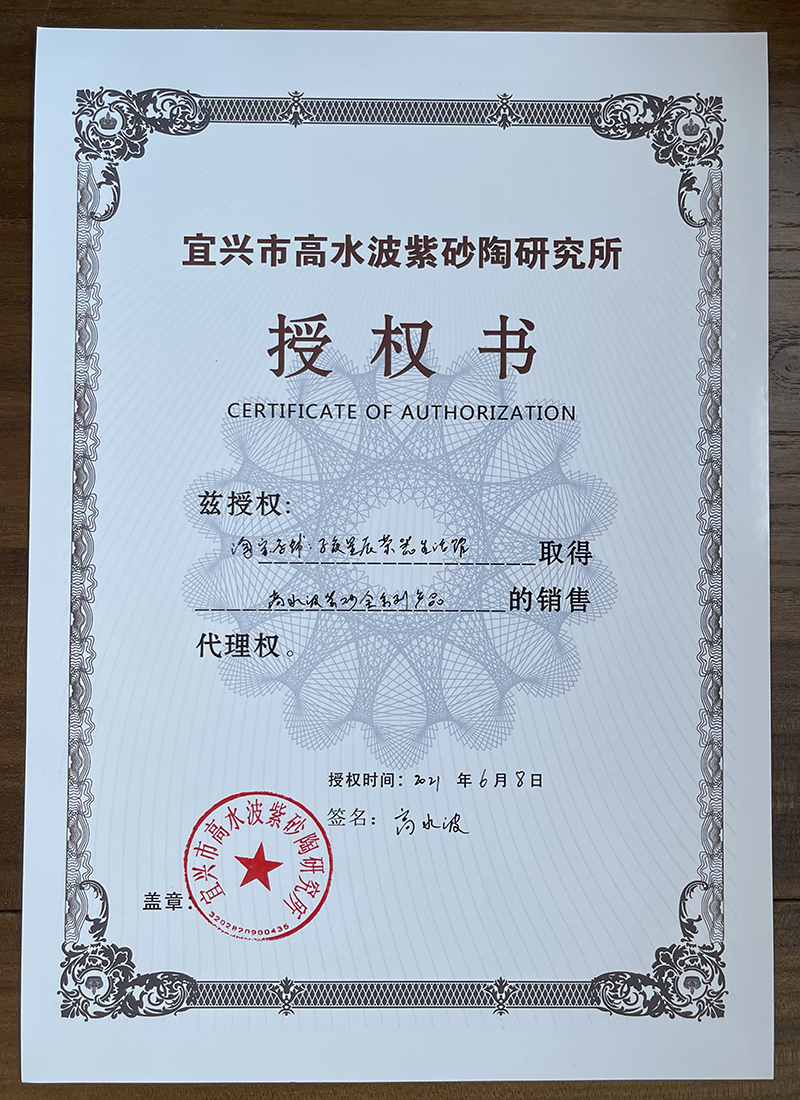 宜兴市高水波紫砂陶研究所
授权书
CERTIFICATE OF AUTHORIZATION
兹授权:
淘宝店铺:星辰茶器生活馆取得
高水波紫砂全系列产品的销售
代理权。
授权时间: 2021 年 6 月 8 日
签名: 高水波
盖章:
宜兴市高水波紫砂陶研究所
3202820900435